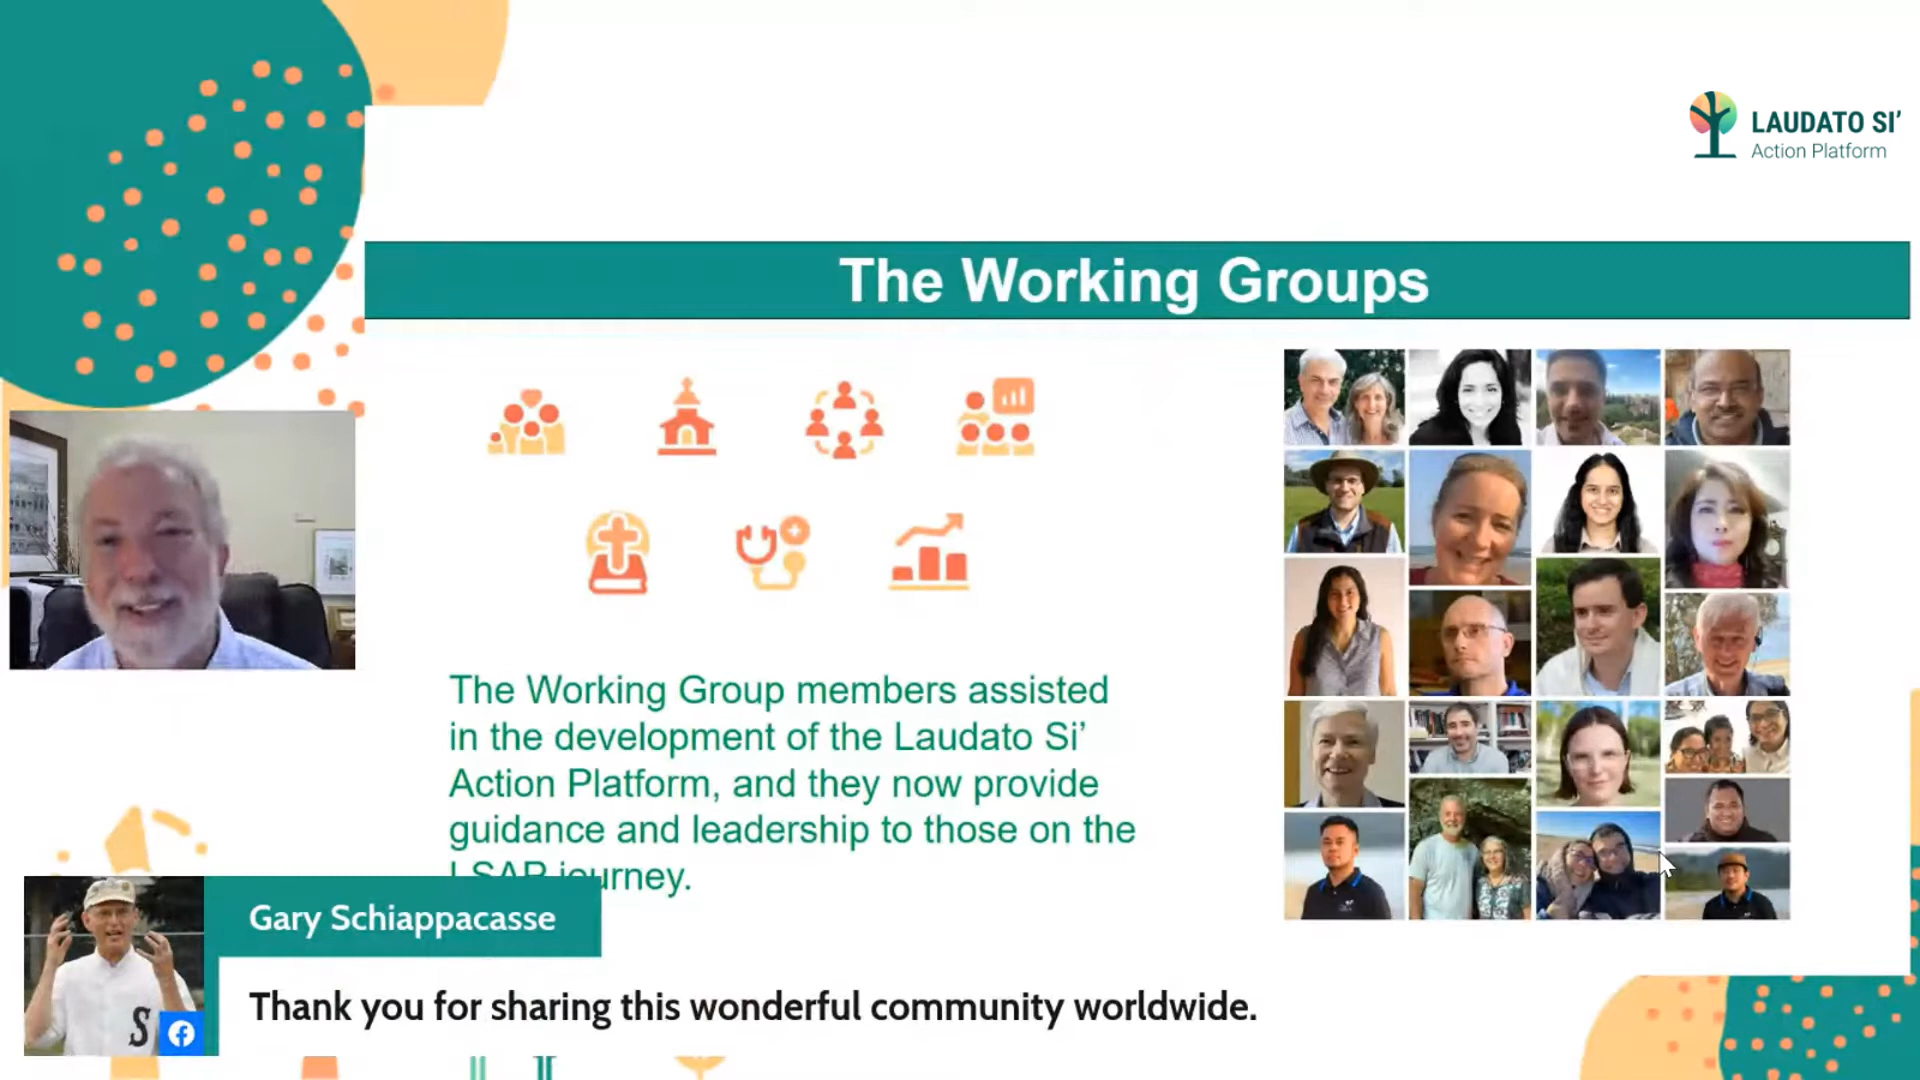 LAUDATO SI’
Action Platform
The Working Groups
The Working Group members assisted
in the development of the Laudato Si’
Action Platform, and they now provide
guidance and leadership to those on the
LSAP journey.
Gary Schiappacasse
Thank you for sharing this wonderful community worldwide.
S